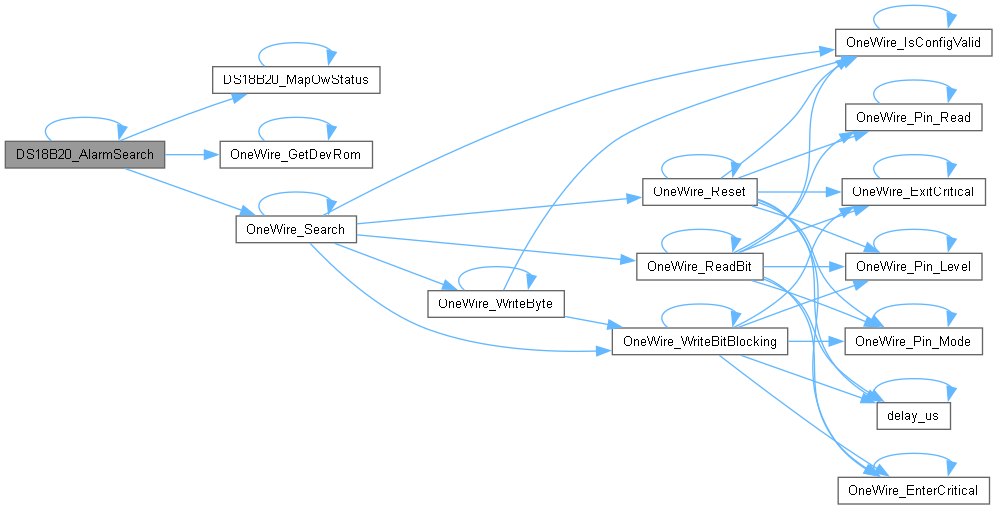 OneWire_IsConfigValid
DS18B20_MapOwStatus
OneWire_Pin_Read
DS18B20_AlarmSearch
OneWire_GetDevRom
OneWire_Reset
OneWire_ExitCritical
OneWire_Search
OneWire_ReadBit
OneWire_Pin_Level
OneWire_WriteByte
OneWire_WriteBitBlocking
OneWire_Pin_Mode
delay_us
OneWire_EnterCritical